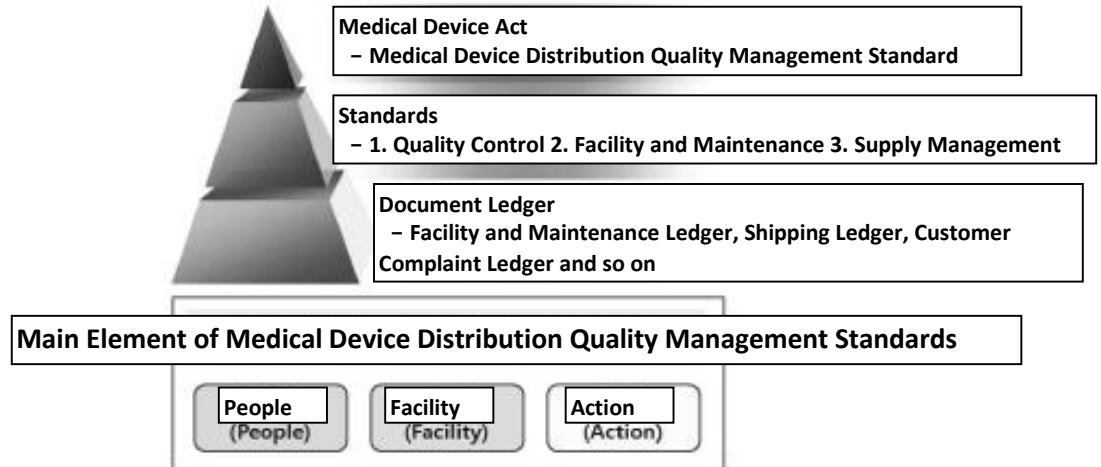 Medical Device Act
– Medical Device Distribution Quality Management Standard
Standards
– 1. Quality Control 2. Facility and Maintenance 3. Supply Management
Document Ledger
– Facility and Maintenance Ledger, Shipping Ledger, Customer
Complaint Ledger and so on
Main Element of Medical Device Distribution Quality Management Standards
People Facility Action
(People) (Facility) (Action)